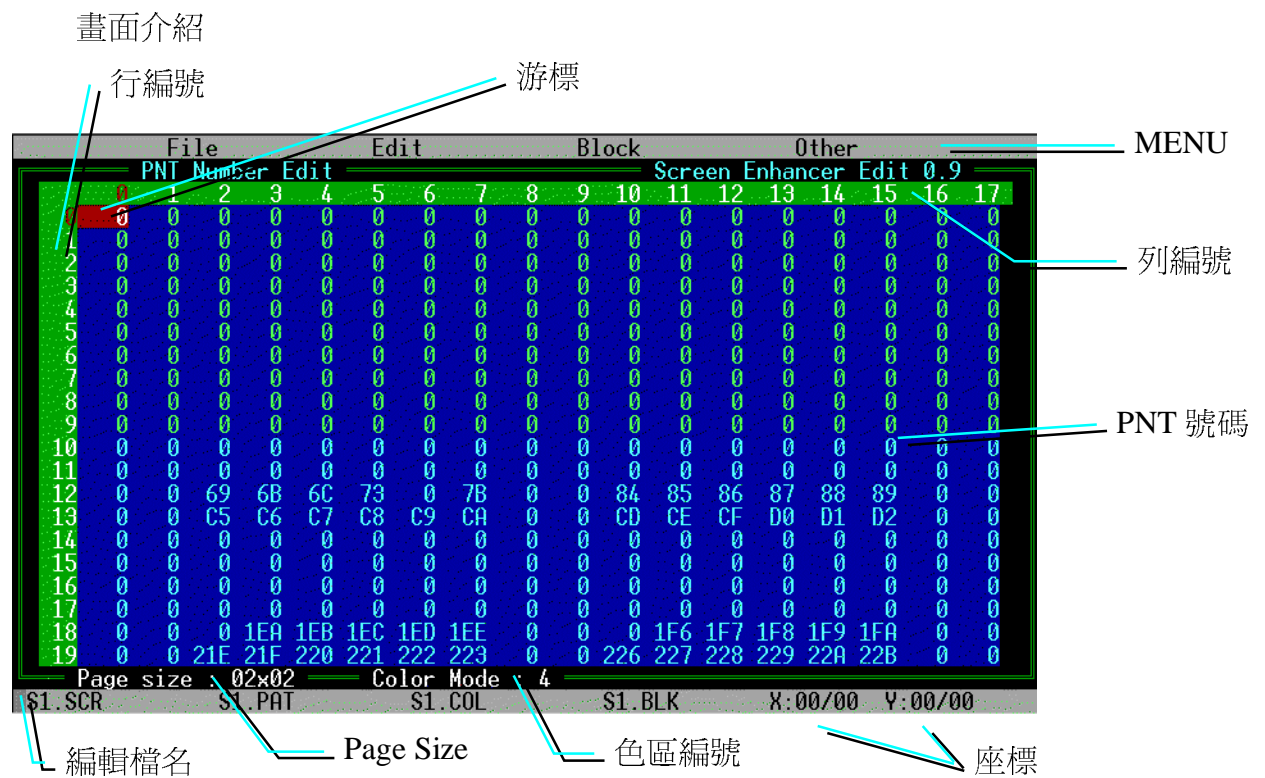 畫面介紹
行編號
游標
File Edit Block Other
MENU
PNT Number Edit Screen Enhancer Edit 0.9
0 1 2 3 4 5 6 7 8 9 10 11 12 13 14 15 16 17
0 0 0 0 0 0 0 0 0 0 0 0 0 0 0 0 0 0 0
1 0 0 0 0 0 0 0 0 0 0 0 0 0 0 0 0 0 0
2 0 0 0 0 0 0 0 0 0 0 0 0 0 0 0 0 0 0
列編號
3 0 0 0 0 0 0 0 0 0 0 0 0 0 0 0 0 0 0
4 0 0 0 0 0 0 0 0 0 0 0 0 0 0 0 0 0 0
5 0 0 0 0 0 0 0 0 0 0 0 0 0 0 0 0 0 0
6 0 0 0 0 0 0 0 0 0 0 0 0 0 0 0 0 0 0
7 0 0 0 0 0 0 0 0 0 0 0 0 0 0 0 0 0 0
8 0 0 0 0 0 0 0 0 0 0 0 0 0 0 0 0 0 0
9 0 0 0 0 0 0 0 0 0 0 0 0 0 0 0 0 0 0
PNT 號碼
10 0 0 0 0 0 0 0 0 0 0 0 0 0 0 0 0 0 0
11 0 0 0 0 0 0 0 0 0 0 0 0 0 0 0 0 0 0
12 0 0 69 6B 6C 73 0 7B 0 0 84 85 86 87 88 89 0 0
13 0 0 C5 C6 C7 C8 C9 CA 0 0 CD CE CF D0 D1 D2 0 0
14 0 0 0 0 0 0 0 0 0 0 0 0 0 0 0 0 0 0
15 0 0 0 0 0 0 0 0 0 0 0 0 0 0 0 0 0 0
16 0 0 0 0 0 0 0 0 0 0 0 0 0 0 0 0 0 0
17 0 0 0 0 0 0 0 0 0 0 0 0 0 0 0 0 0 0
18 0 0 0 1EA 1EB 1EC 1ED 1EE 0 0 0 1F6 1F7 1F8 1F9 1FA 0 0
19 0 0 21E 21F 220 221 222 223 0 0 226 227 228 229 22A 22B 0 0
Page size : 02x02 Color Mode : 4
S1.SCR S1.PAT S1.COL S1.BLK X:00/00 Y:00/00
編輯檔名
Page Size
色區編號
座標